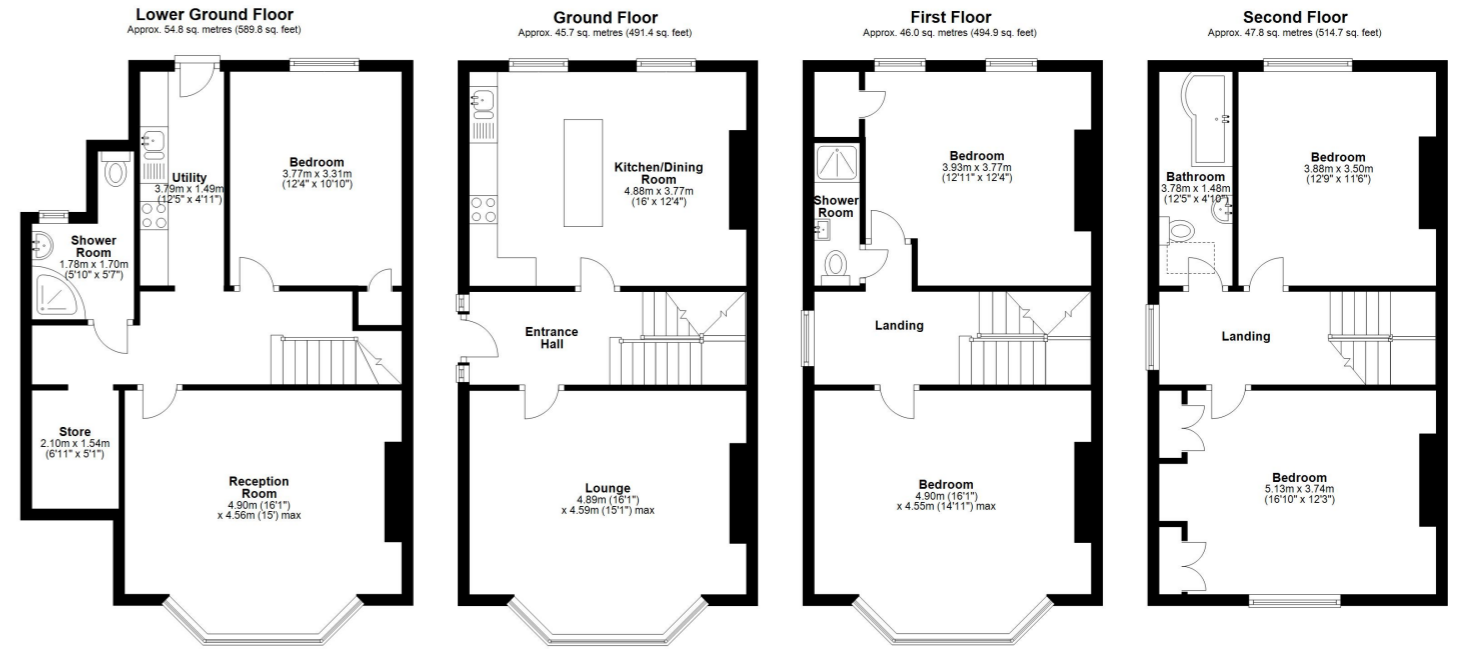 Lower Ground Floor
Approx. 54.8 sq. metres (589.8 sq. feet)
Utility
3.79m x 1.49m
(12'5" x 4'11")
Bedroom
3.77m x 3.31m
(12'4" x 10'10")
Shower
Room
1.78m x 1.70m
(5'10" x 5'7")
Store
2.10m x 1.54m
(6'11" x 5'1")
Reception
Room
4.90m (16'1")
x 4.56m (15') max
Ground Floor
Approx. 45.7 sq. metres (491.4 sq. feet)
Kitchen/Dining
Room
4.88m x 3.77m
(16' x 12'4")
Entrance
Hall
Lounge
4.89m (16'1")
x 4.59m (15'1") max
First Floor
Approx. 46.0 sq. metres (494.9 sq. feet)
Bedroom
3.93m x 3.77m
(12'11" x 12'4")
Shower
Room
Landing
Bedroom
4.90m (16'1")
x 4.55m (14'11") max
Second Floor
Approx. 47.8 sq. metres (514.7 sq. feet)
Bedroom
3.88m x 3.50m
(12'9" x 11'6")
Bathroom
3.78m x 1.48m
(12'5" x 4'10")
Landing
Bedroom
5.13m x 3.74m
(16'10" x 12'3")